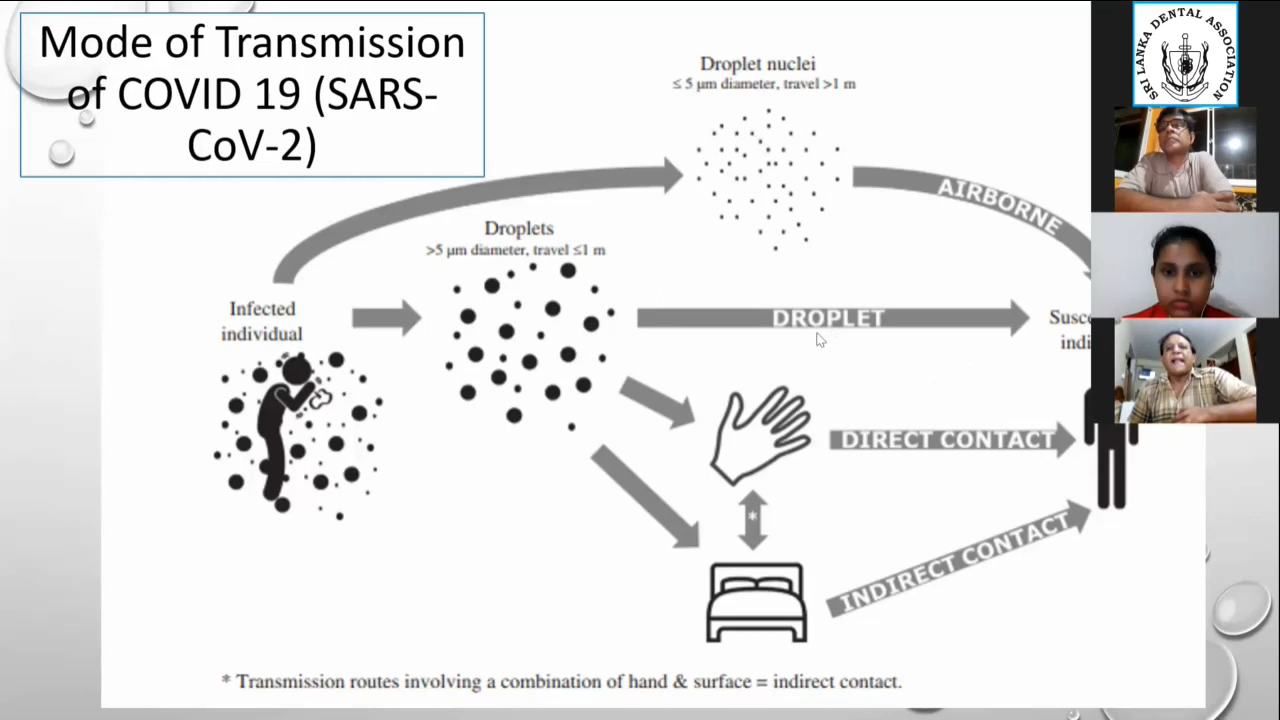 Mode of Transmission
of COVID 19 (SARS-
CoV-2)
SRI LANKA DENTAL ASSOCIATION
Droplet nuclei
≤ 5 μm diameter, travel >1 m
AIRBORNE
Droplets
>5 μm diameter, travel ≤1 m
Infected
individual
DROPLET
Susce
indi
DIRECT CONTACT
*
INDIRECT CONTACT
* Transmission routes involving a combination of hand & surface = indirect contact.